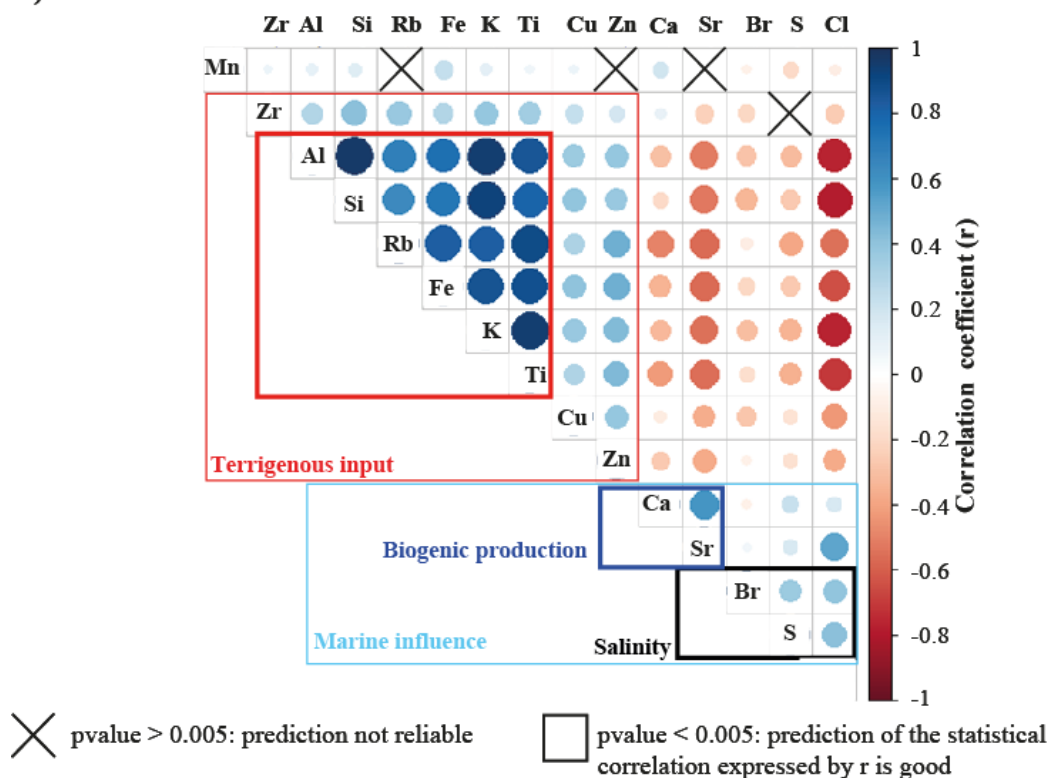 Zr Al Si Rb Fe K Ti Cu Zn Ca Sr Br S Cl
Mn
1
Zr
0.8
Al
0.6
Si
0.4
Rb
0.2
Fe
0
K
-0.2
Ti
-0.4
Cu
-0.6
Terrigenous input
Zn
-0.8
Ca
-1
Biogenic production
Sr
Correlation coefficient (r)
Br
Marine influence
Salinity
S
pvalue > 0.005: prediction not reliable
pvalue < 0.005: prediction of the statistical
correlation expressed by r is good